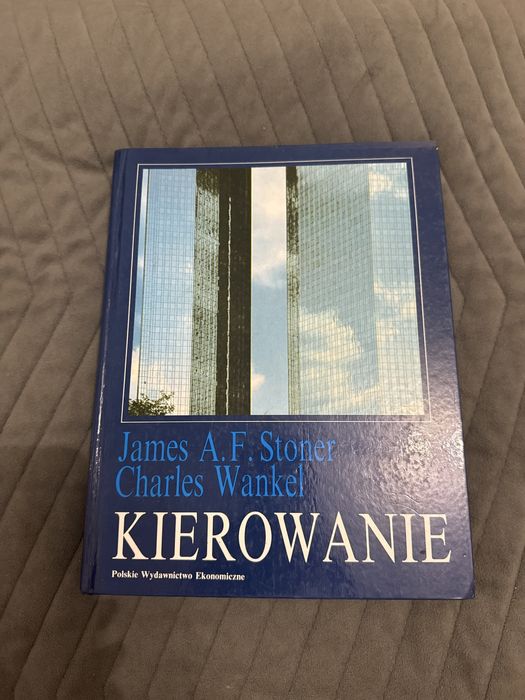 James A.F. Stoner
Charles Wankel
KIEROWANIE
Polskie Wydawnictwo Ekonomiczne